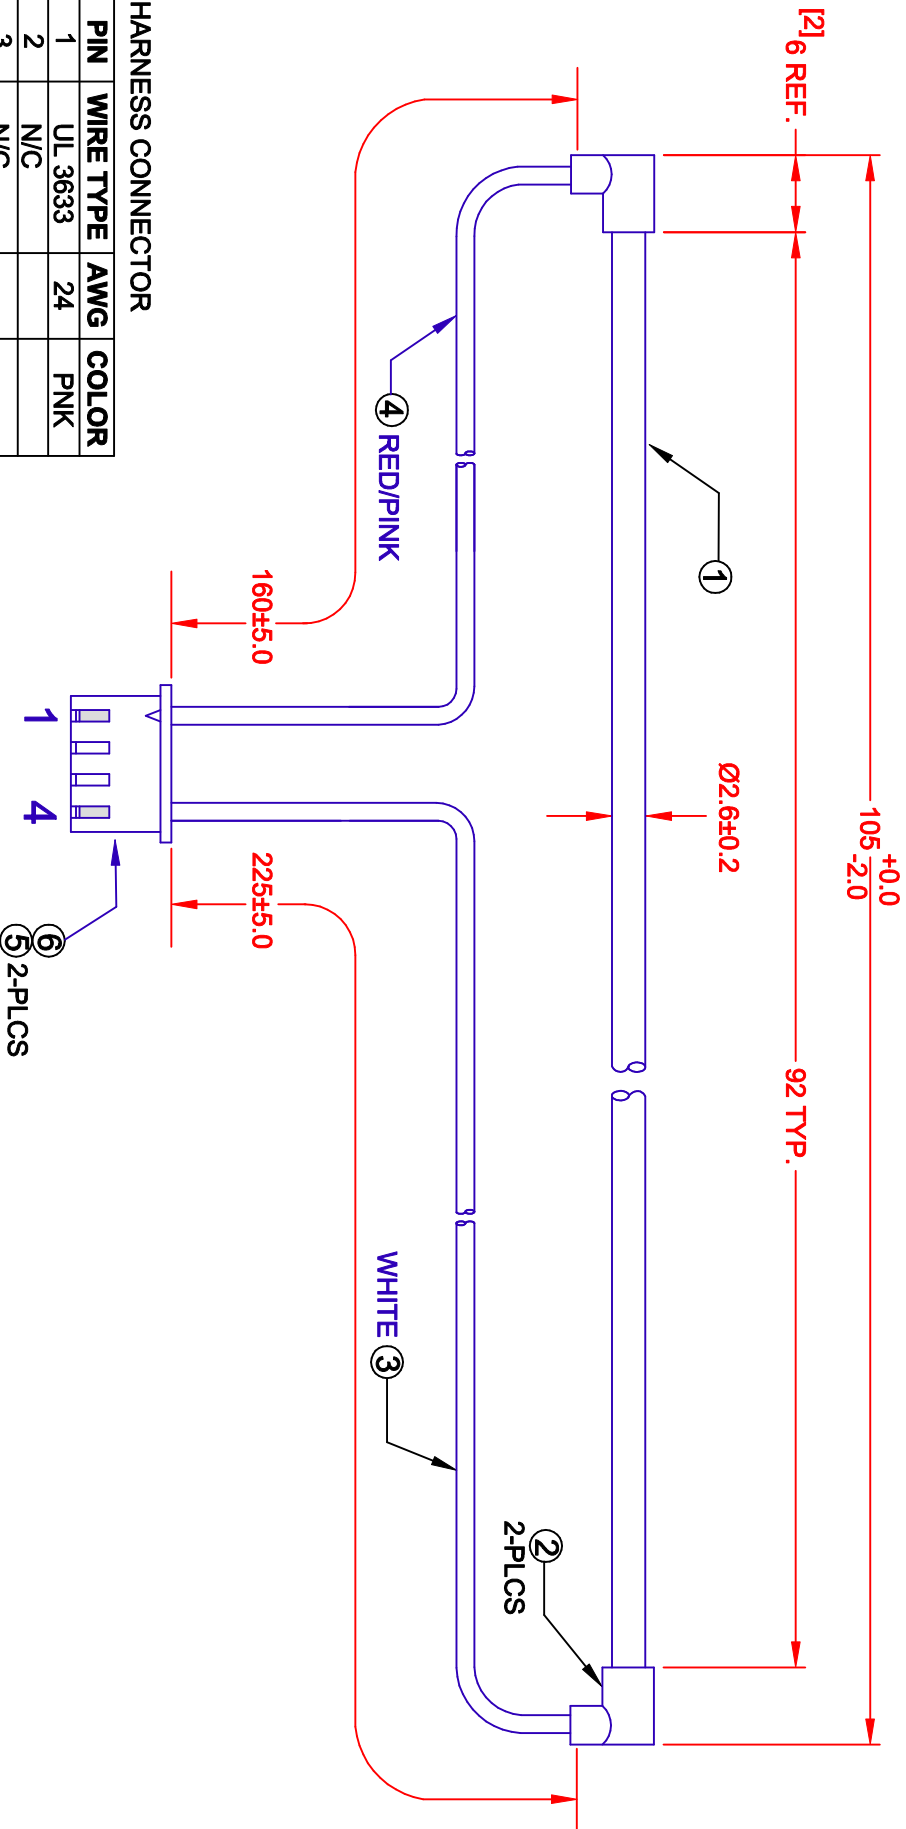 [2] 6 REF.
105 +0.0 -2.0
92 TYP.
Ø2.6±0.2
1
4 RED/PINK
WHITE 3
2
2-PLCS
160±5.0
225±5.0
1 4
6
5 2-PLCS
HARNESS CONNECTOR
PIN WIRE TYPE AWG COLOR
1 UL 3633 24 PNK
2 N/C
3 N/C